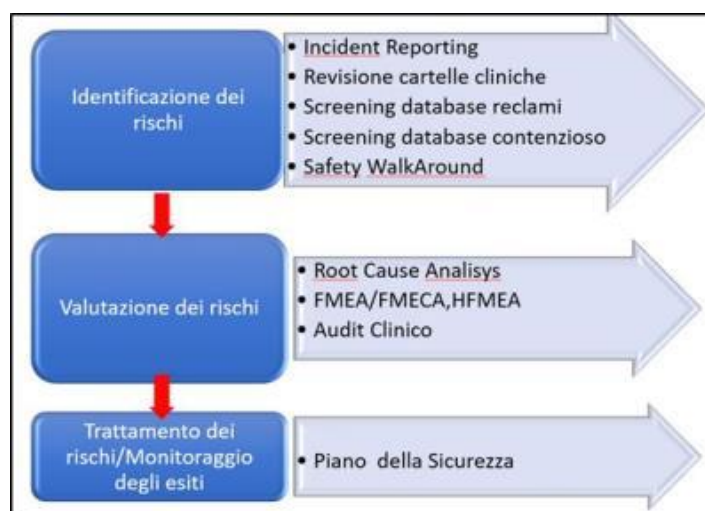 Identificazione dei
rischi
• Incident Reporting
• Revisione cartelle cliniche
• Screening database reclami
• Screening database contenzioso
• Safety WalkAround
Valutazione dei rischi
• Root Cause Analisys
• FMEA/FMECA,HFMEA
• Audit Clinico
Trattamento dei
rischi/Monitoraggio
degli esiti
• Piano della Sicurezza